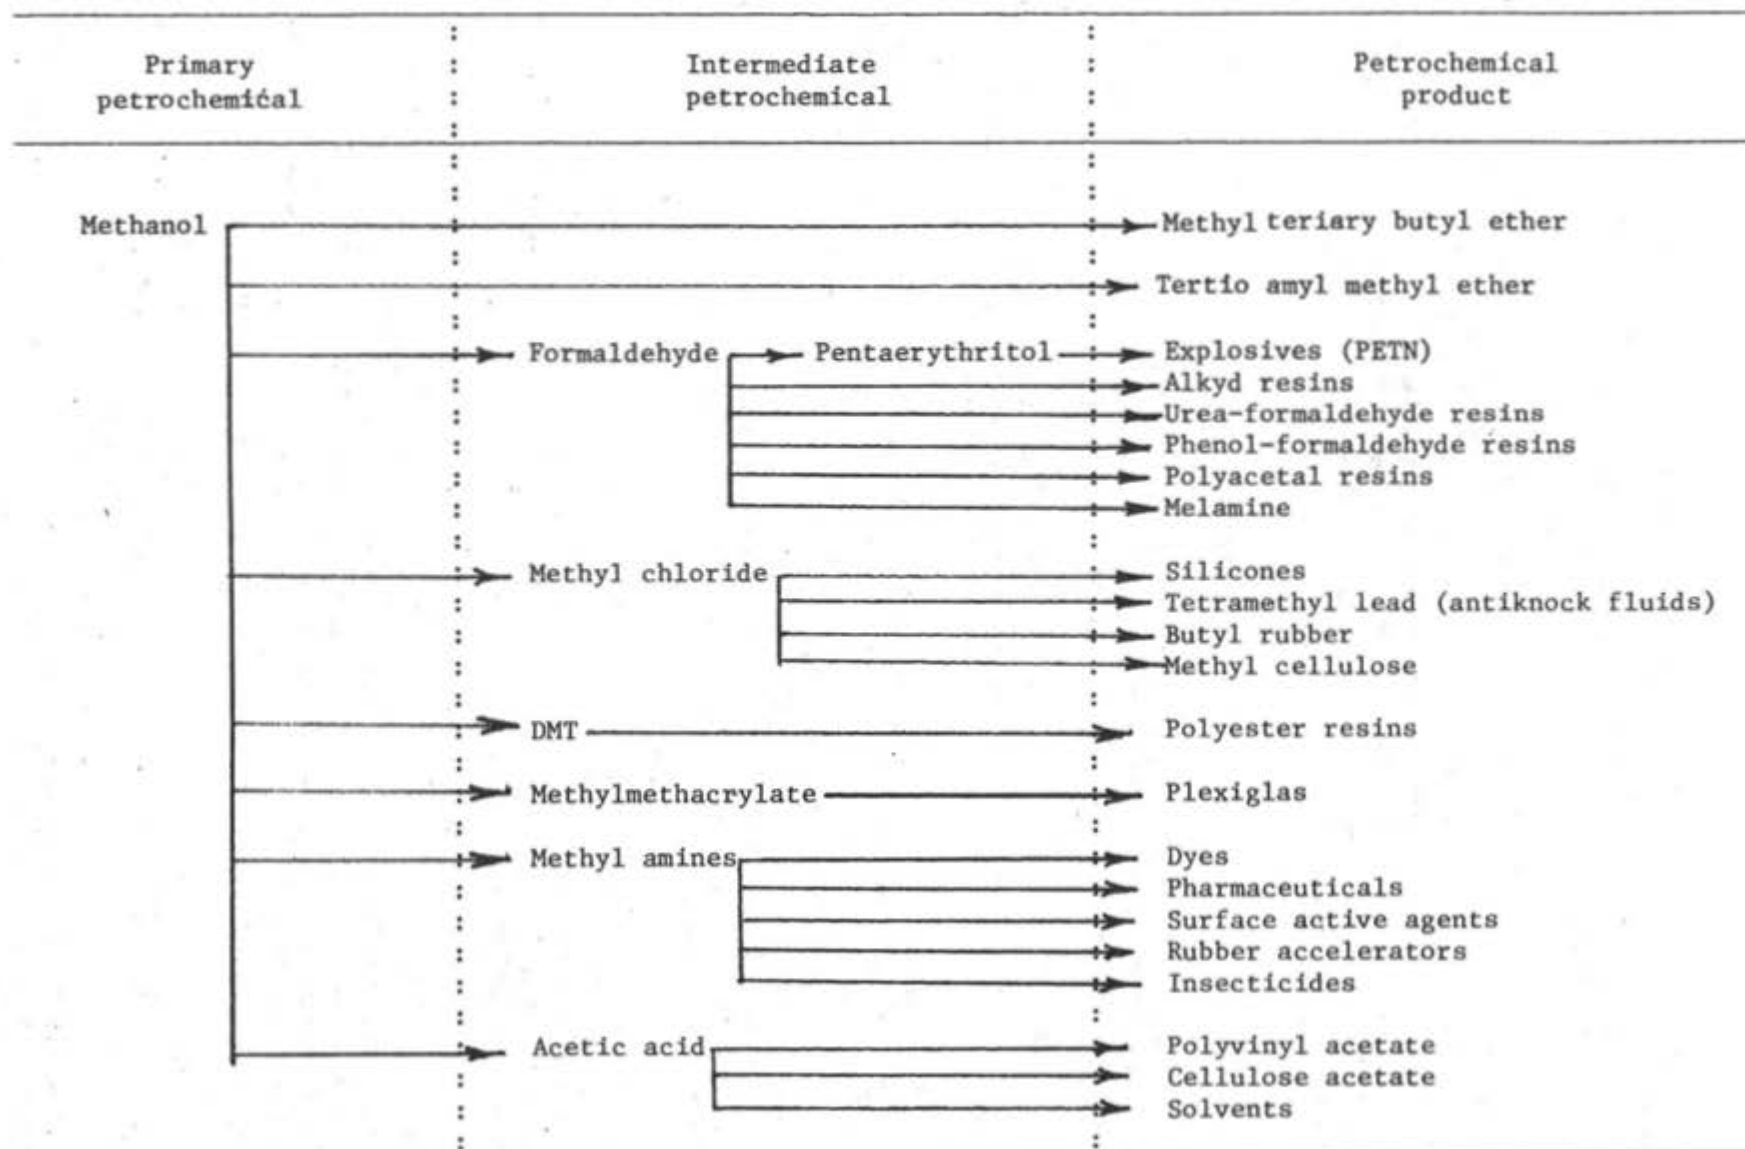 Primary
petrochemical
Intermediate
petrochemical
Petrochemical
product
Methanol
Methyl teriary butyl ether
Tertio amyl methyl ether
Formaldehyde Pentaerythritol Explosives (PETN)
Alkyd resins
Urea-formaldehyde resins
Phenol-formaldehyde resins
Polyacetal resins
Melamine
Methyl chloride Silicones
Tetramethyl lead (antiknock fluids)
Butyl rubber
Methyl cellulose
DMT Polyester resins
Methylmethacrylate Plexiglas
Methyl amines Dyes
Pharmaceuticals
Surface active agents
Rubber accelerators
Insecticides
Acetic acid Polyvinyl acetate
Cellulose acetate
Solvents